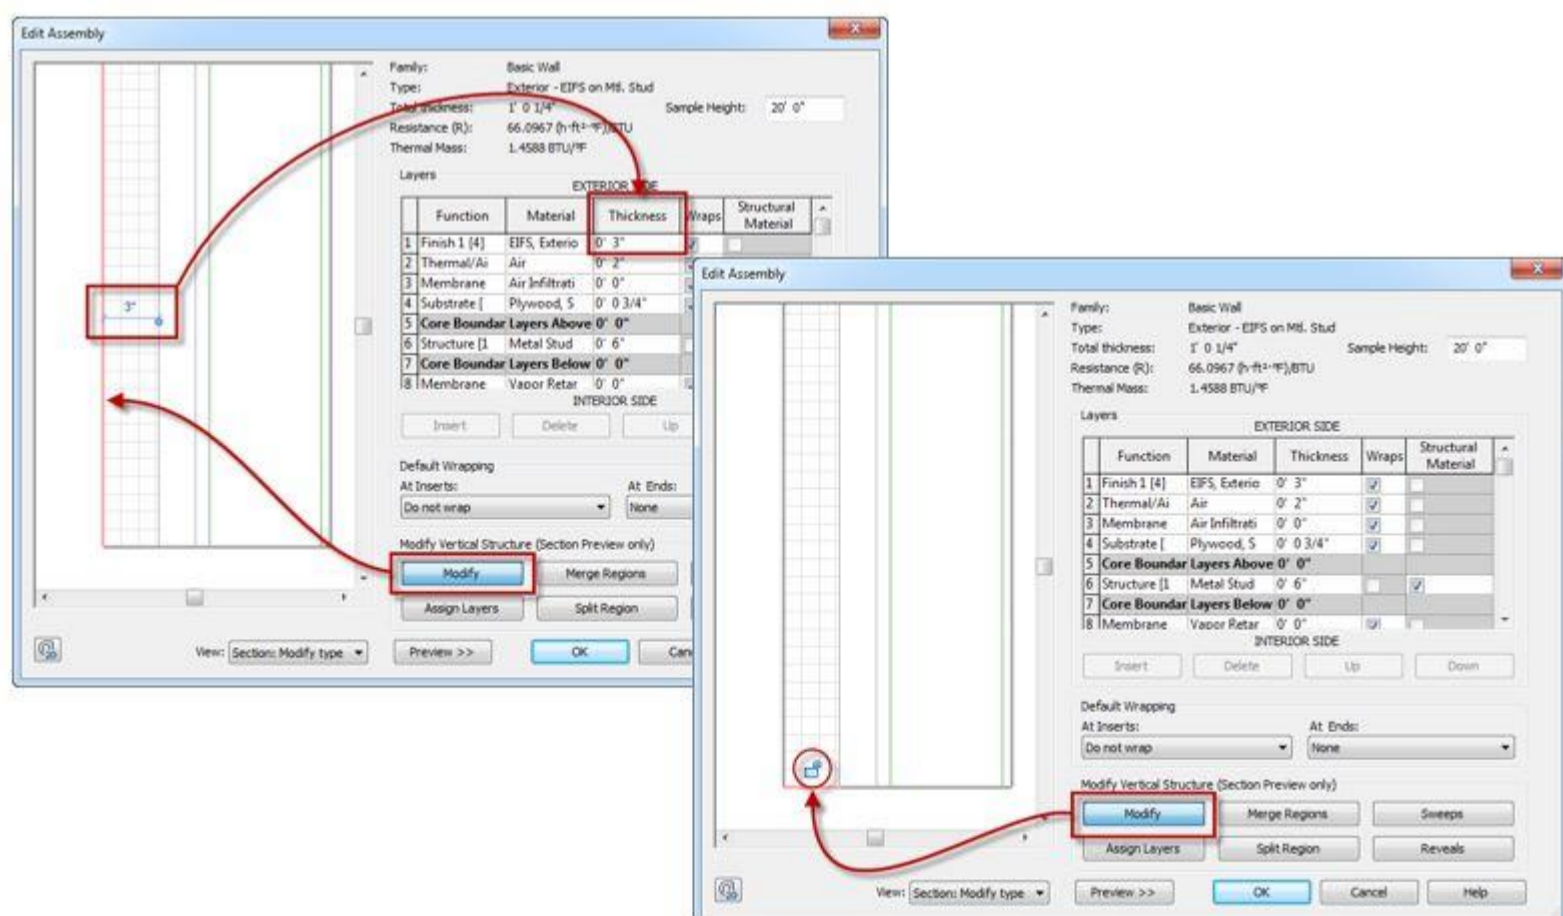 Edit Assembly
Family: Basic Wall
Type: Exterior - EIFS on Mtl. Stud
Total thickness: 1' 0 1/4" Sample Height: 20' 0"
Resistance (R): 66.0967 (h·ft²·°F)/BTU
Thermal Mass: 1.4588 BTU/°F
Layers
EXTERIOR SIDE
Function Material Thickness Wraps Structural Material
1 Finish 1 [4] EIFS, Exterio 0' 3"
2 Thermal/Ai Air 0' 2"
3 Membrane Air Infiltrati 0' 0"
4 Substrate [ Plywood, S 0' 0 3/4"
5 Core Boundar Layers Above 0' 0"
6 Structure [1 Metal Stud 0' 6"
7 Core Boundar Layers Below 0' 0"
8 Membrane Vapor Retar 0' 0"
INTERIOR SIDE
Insert Delete Up
3"
Default Wrapping
At Inserts: At Ends:
Do not wrap None
Modify Vertical Structure (Section Preview only)
Modify Merge Regions
Assign Layers Split Region
View: Section: Modify type Preview >> OK Can
Edit Assembly
Family: Basic Wall
Type: Exterior - EIFS on Mtl. Stud
Total thickness: 1' 0 1/4" Sample Height: 20' 0"
Resistance (R): 66.0967 (h·ft²·°F)/BTU
Thermal Mass: 1.4588 BTU/°F
Layers
EXTERIOR SIDE
Function Material Thickness Wraps Structural Material
1 Finish 1 [4] EIFS, Exterio 0' 3"
2 Thermal/Ai Air 0' 2"
3 Membrane Air Infiltrati 0' 0"
4 Substrate [ Plywood, S 0' 0 3/4"
5 Core Boundar Layers Above 0' 0"
6 Structure [1 Metal Stud 0' 6"
7 Core Boundar Layers Below 0' 0"
8 Membrane Vapor Retar 0' 0"
INTERIOR SIDE
Insert Delete Up Down
Default Wrapping
At Inserts: At Ends:
Do not wrap None
Modify Vertical Structure (Section Preview only)
Modify Merge Regions Sweeps
Assign Layers Split Region Reveals
View: Section: Modify type Preview >> OK Cancel Help